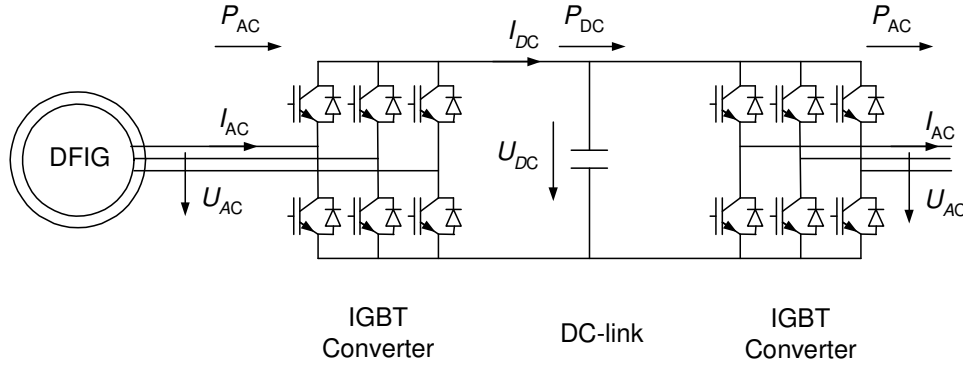 P_AC
I_DC
P_DC
P_AC
DFIG
I_AC
U_AC
U_DC
I_AC
U_AC
IGBT
Converter
DC-link
IGBT
Converter